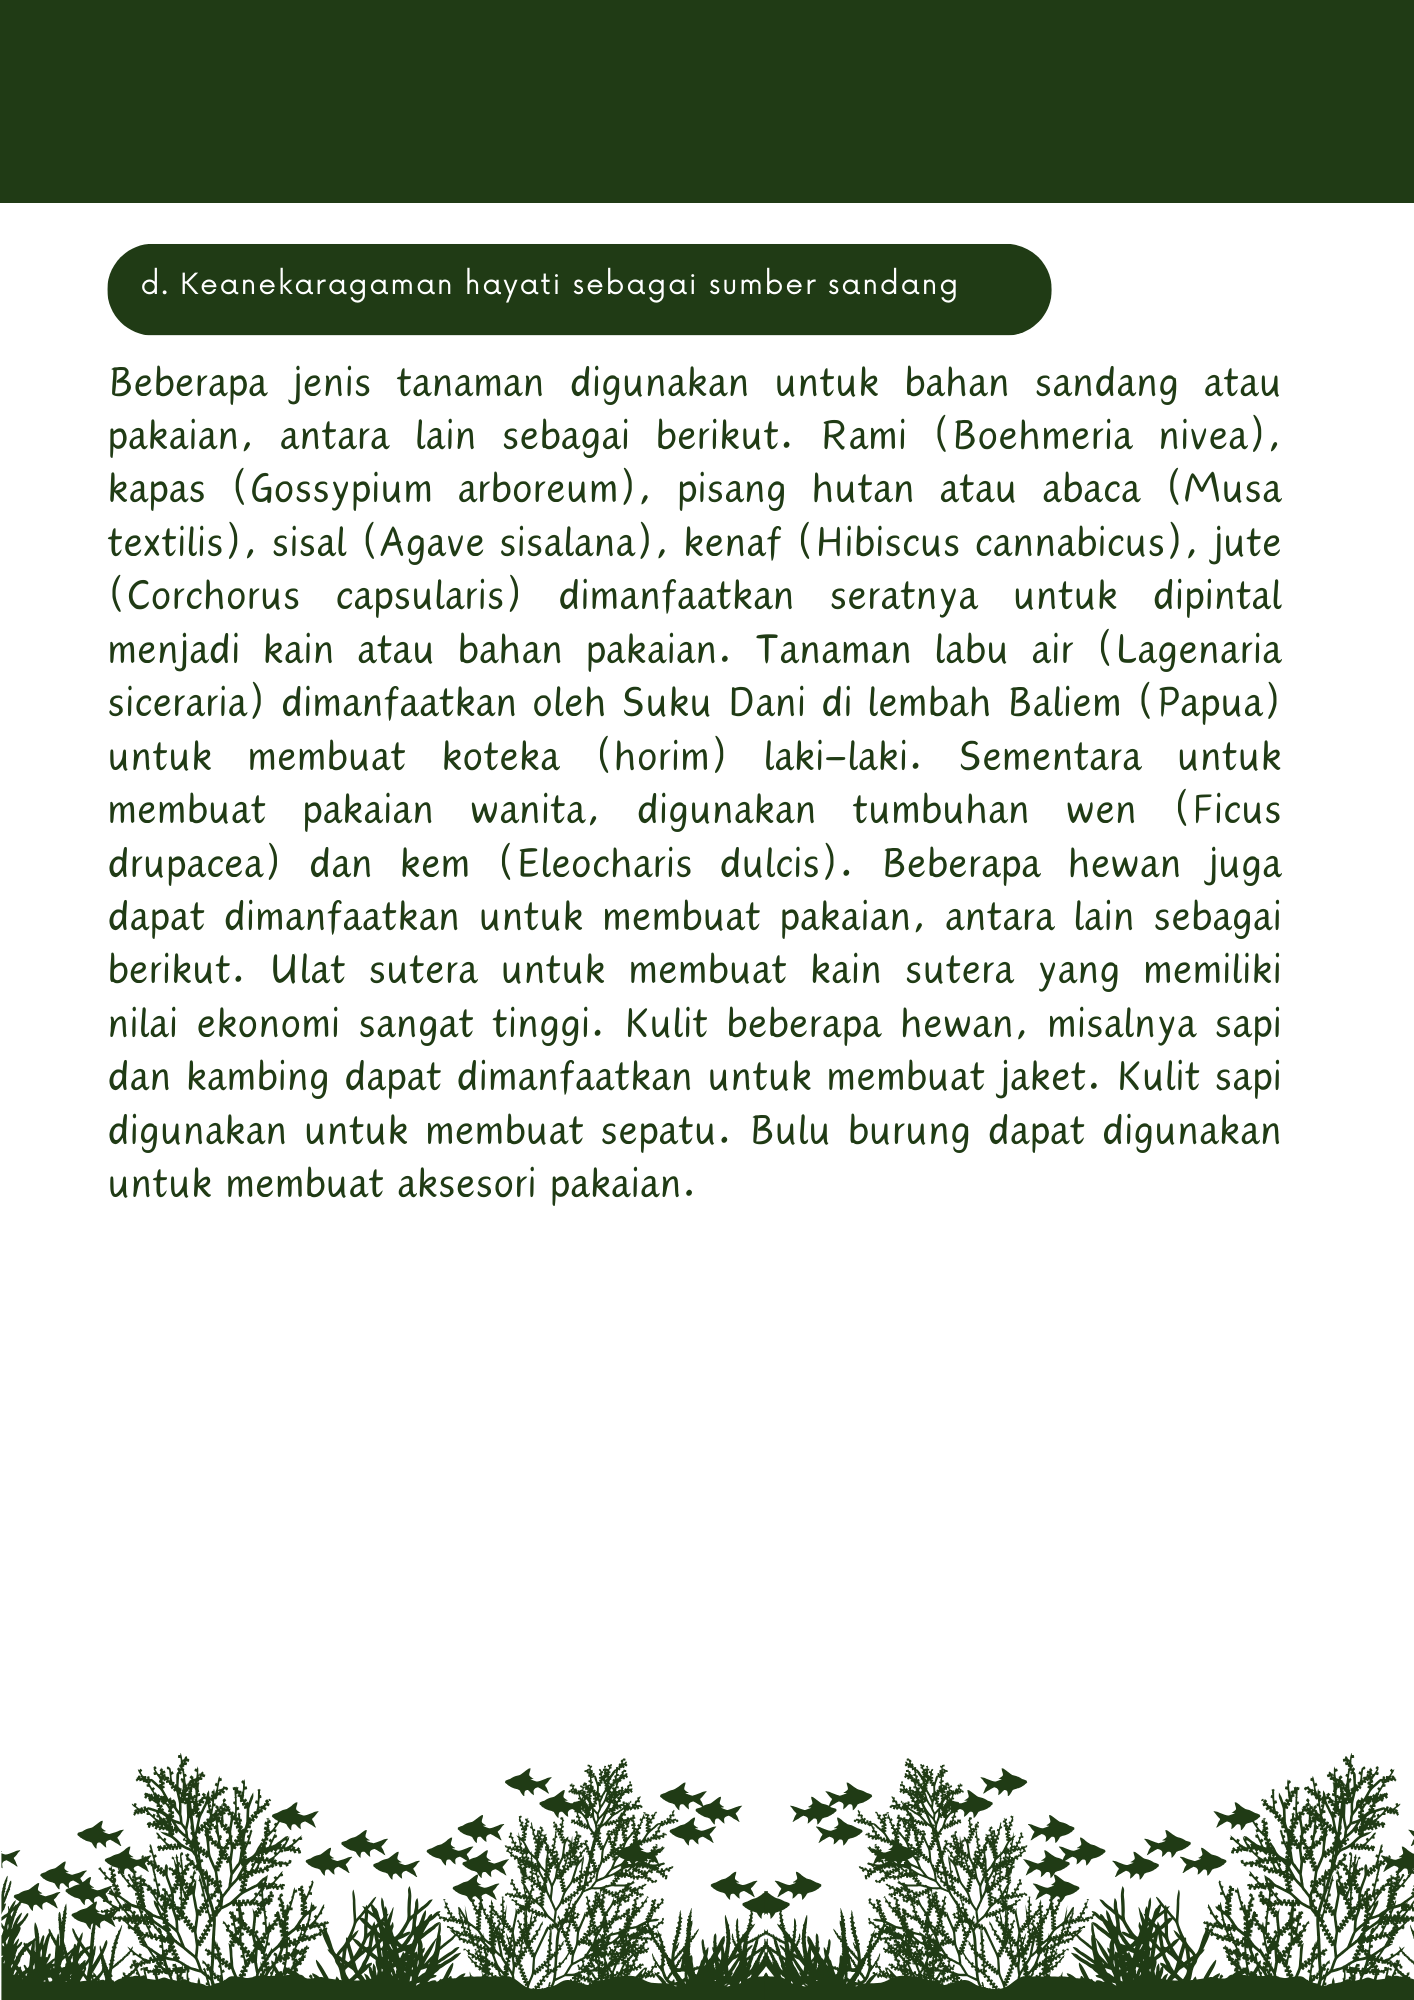 d. Keanekaragaman hayati sebagai sumber sandang
Beberapa jenis tanaman digunakan untuk bahan sandang atau
pakaian, antara lain sebagai berikut. Rami (Boehmeria nivea),
kapas (Gossypium arboreum), pisang hutan atau abaca (Musa
textilis), sisal (Agave sisalana), kenaf (Hibiscus cannabicus), jute
(Corchorus capsularis) dimanfaatkan seratnya untuk dipintal
menjadi kain atau bahan pakaian. Tanaman labu air (Lagenaria
siceraria) dimanfaatkan oleh Suku Dani di lembah Baliem (Papua)
untuk membuat koteka (horim) laki-laki. Sementara untuk
membuat pakaian wanita, digunakan tumbuhan wen (Ficus
drupacea) dan kem (Eleocharis dulcis). Beberapa hewan juga
dapat dimanfaatkan untuk membuat pakaian, antara lain sebagai
berikut. Ulat sutera untuk membuat kain sutera yang memiliki
nilai ekonomi sangat tinggi. Kulit beberapa hewan, misalnya sapi
dan kambing dapat dimanfaatkan untuk membuat jaket. Kulit sapi
digunakan untuk membuat sepatu. Bulu burung dapat digunakan
untuk membuat aksesori pakaian.